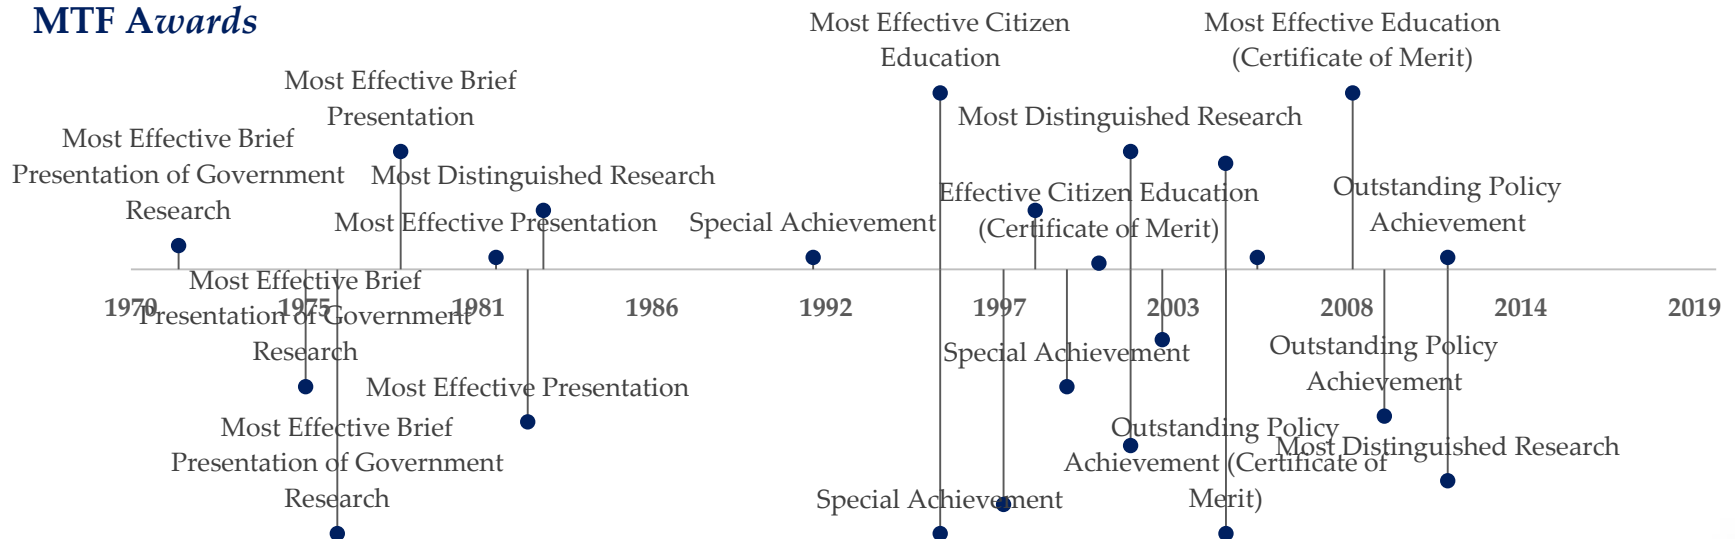 MTF Awards
Most Effective Citizen
Education
Most Effective Education
(Certificate of Merit)
Most Effective Brief
Presentation
Most Distinguished Research
Most Effective Brief
Presentation of Government
Research
Most Distinguished Research
Effective Citizen Education
(Certificate of Merit)
Outstanding Policy
Achievement
Most Effective Presentation
Special Achievement
Most Effective Brief
Presentation of Government
Research
1970
1975
1981
1986
1992
1997
2003
2008
2014
2019
Special Achievement
Outstanding Policy
Achievement
Most Effective Presentation
Most Effective Brief
Presentation of Government
Research
Outstanding Policy
Achievement (Certificate of
Merit)
Most Distinguished Research
Special Achievement